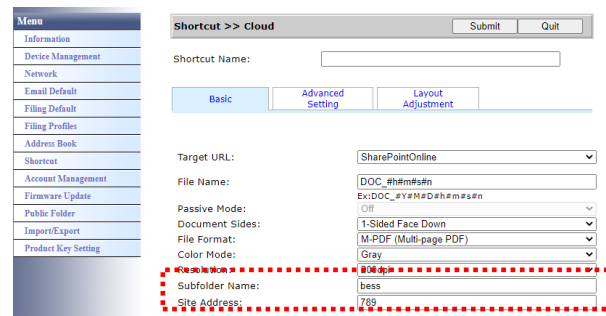 Menu
Information
Device Management
Network
Email Default
Filing Default
Filing Profiles
Address Book
Shortcut
Account Management
Firmware Update
Public Folder
Import/Export
Product Key Setting
Shortcut >> Cloud Submit Quit
Shortcut Name:
Basic Advanced Setting Layout Adjustment
Target URL: SharePointOnline
File Name: DOC_#h#m#s#n
Ex:DOC_#Y#M#D#h#m#s#n
Passive Mode: Off
Document Sides: 1-Sided Face Down
File Format: M-PDF (Multi-page PDF)
Color Mode: Gray
Resolution: 200dpi
Subfolder Name: bess
Site Address: 789